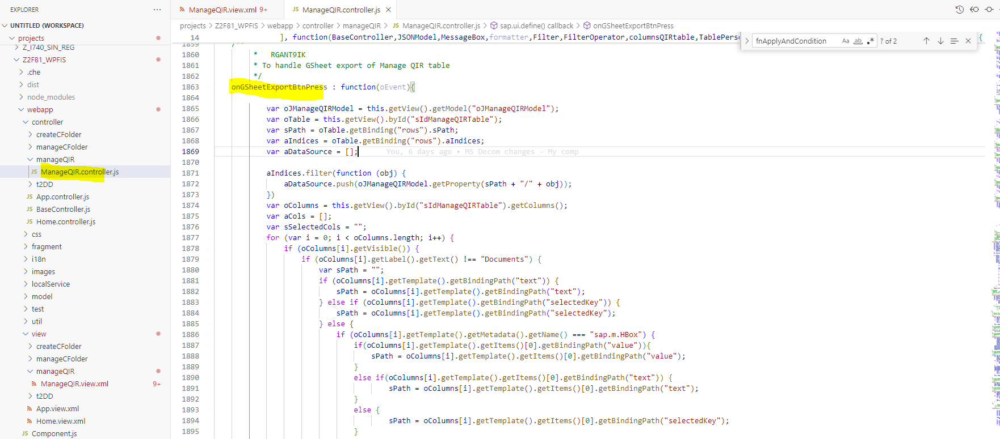 EXPLORER
UNTITLED (WORKSPACE)
projects
Z_I740_SIN_REG
Z2F81_WPFIS
.che
dist
node_modules
webapp
controller
createCFolder
manageCFolder
manageQIR
JS ManageQIR.controller.js
t2DD
JS App.controller.js
JS BaseController.js
JS Home.controller.js
css
fragment
i18n
images
localService
model
test
util
view
createCFolder
manageCFolder
manageQIR
ManageQIR.view.xml 9+
t2DD
App.view.xml
Home.view.xml
JS Component.js
ManageQIR.view.xml 9+
JS ManageQIR.controller.js
projects > Z2F81_WPFIS > webapp > controller > manageQIR > JS ManageQIR.controller.js > sap.ui.define() callback > onGSheetExportBtnPress
fnApplyAndCondition Aa ab .* ? of 2
14 ], function(BaseController,JSONModel,MessageBox,formatter,Filter,FilterOperator,columnsQIRtable,TablePerso {
1859 /**
1860 * RGANT9IK
1861 * To handle GSheet export of Manage QIR table
1862 */
1863 onGSheetExportBtnPress : function(oEvent){
1864
1865 var oJManageQIRModel = this.getView().getModel("oJManageQIRModel");
1866 var oTable = this.getView().byId("sIdManageQIRTable");
1867 var sPath = oTable.getBinding("rows").sPath;
1868 var aIndices = oTable.getBinding("rows").aIndices;
1869 var aDataSource = []; You, 6 days ago • MS Decom changes - My comp
1870
1871 aIndices.filter(function (obj) {
1872 aDataSource.push(oJManageQIRModel.getProperty(sPath + "/" + obj));
1873 })
1874 var oColumns = this.getView().byId("sIdManageQIRTable").getColumns();
1875 var aCols = [];
1876 var sSelectedCols = "";
1877 for (var i = 0; i < oColumns.length; i++) {
1878 if (oColumns[i].getVisible()) {
1879 if (oColumns[i].getLabel().getText() !== "Documents") {
1880 var sPath = "";
1881 if (oColumns[i].getTemplate().getBindingPath("text")) {
1882 sPath = oColumns[i].getTemplate().getBindingPath("text");
1883 } else if (oColumns[i].getTemplate().getBindingPath("selectedKey")) {
1884 sPath = oColumns[i].getTemplate().getBindingPath("selectedKey");
1885 } else {
1886 if (oColumns[i].getTemplate().getMetadata().getName() === "sap.m.HBox") {
1887 if(oColumns[i].getTemplate().getItems()[0].getBindingPath("value")){
1888 sPath = oColumns[i].getTemplate().getItems()[0].getBindingPath("value");
1889 }
1890 else if(oColumns[i].getTemplate().getItems()[0].getBindingPath("text")) {
1891 sPath = oColumns[i].getTemplate().getItems()[0].getBindingPath("text");
1892 }
1893 else {
1894 sPath = oColumns[i].getTemplate().getItems()[0].getBindingPath("selectedKey");
1895 }